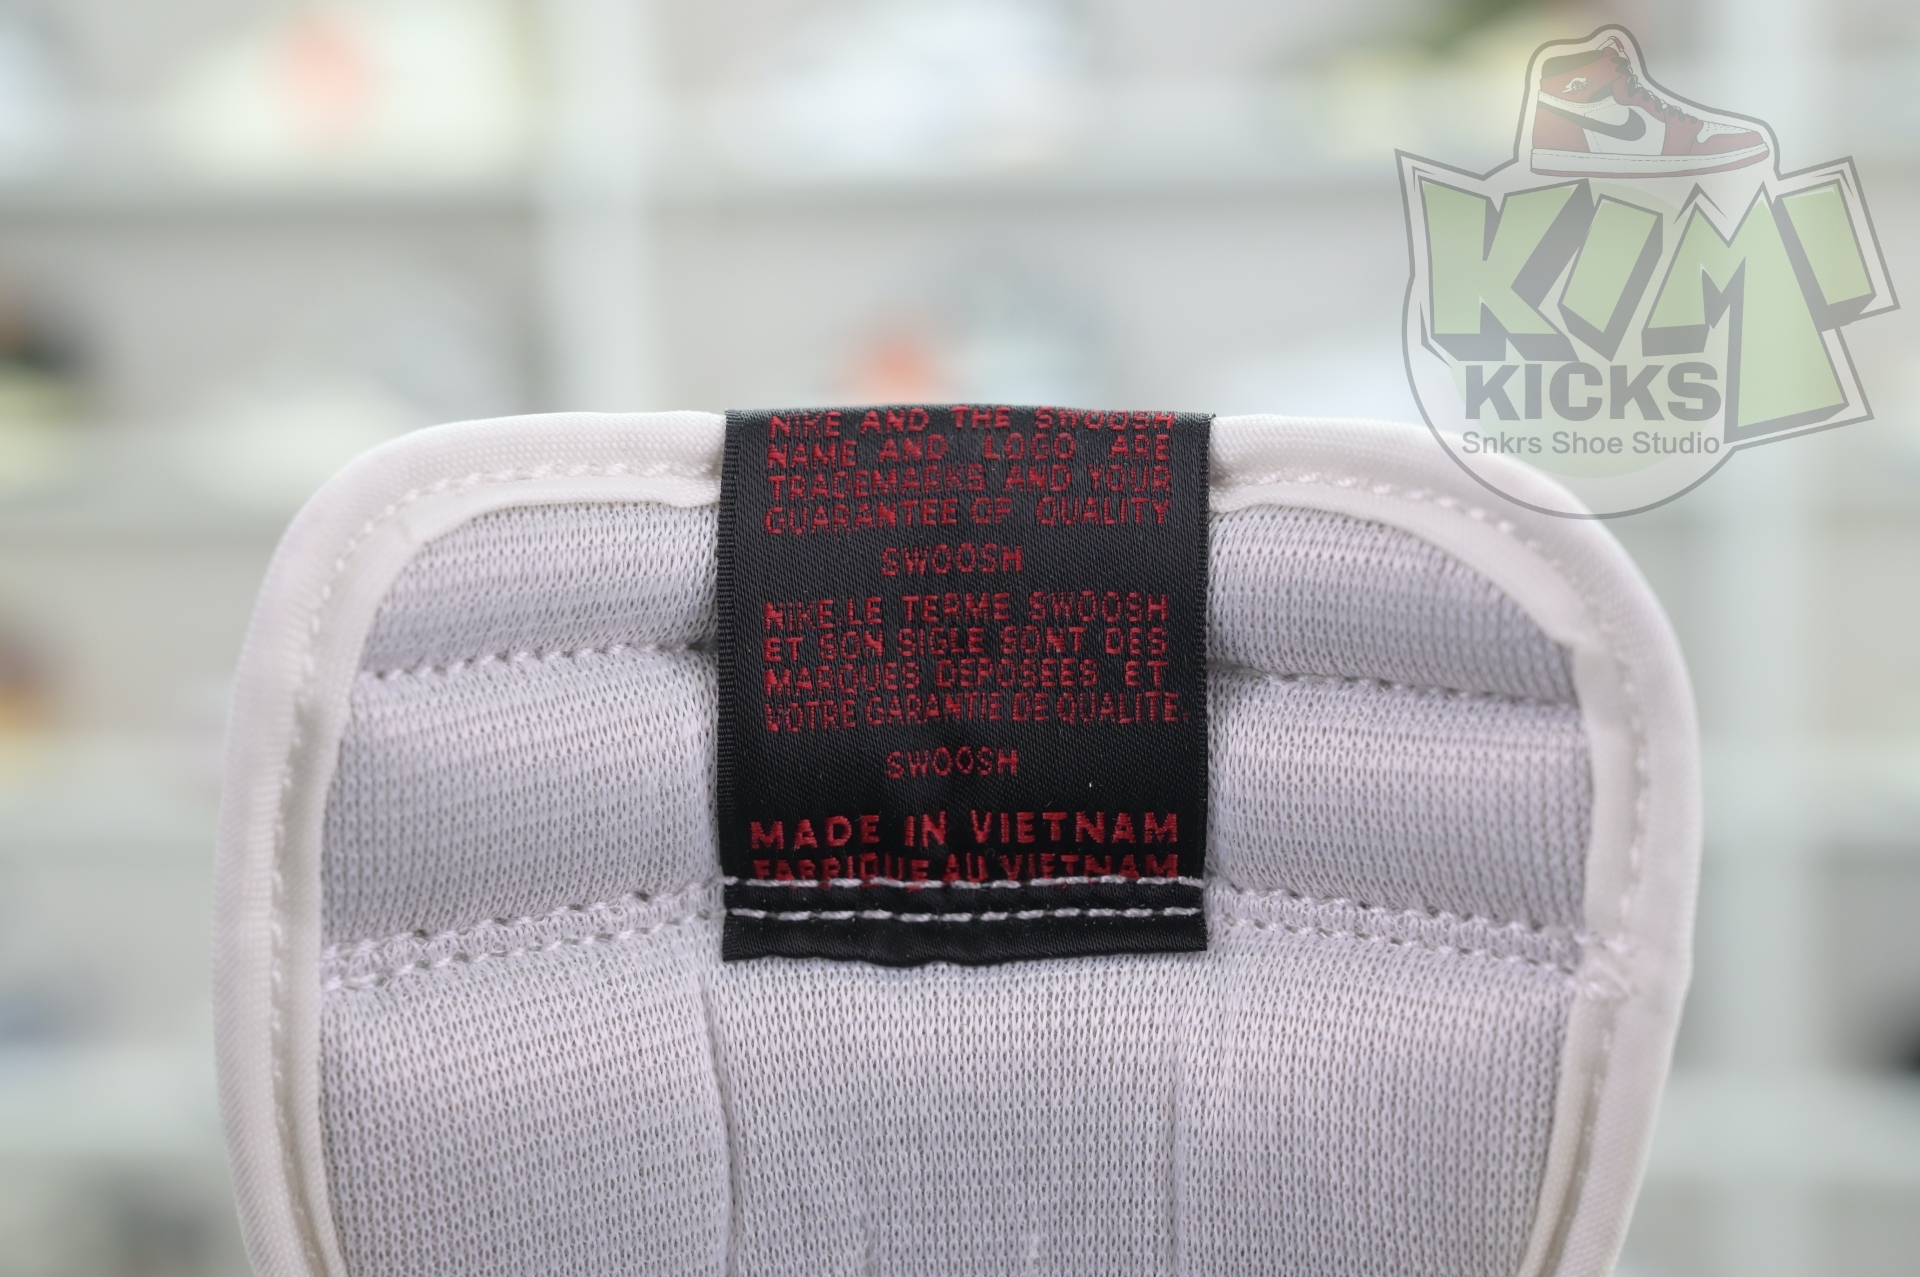 KIM'
KICKS
Snkrs Shoe Studio
NIKE AND THE SWOOSH
NAME AND LOGO ARE
TRADEMARKS AND YOUR
GUARANTEE OF QUALITY
SWOOSH
NIKE.LE TERME SWOOSH
ET SON SIGLE SONT DES
MARQUES DEPOSEES ET
VOTRE GARANTIE DE QUALITE.
SWOOSH
MADE IN VIETNAM
FABRIQUE AU VIETNAM